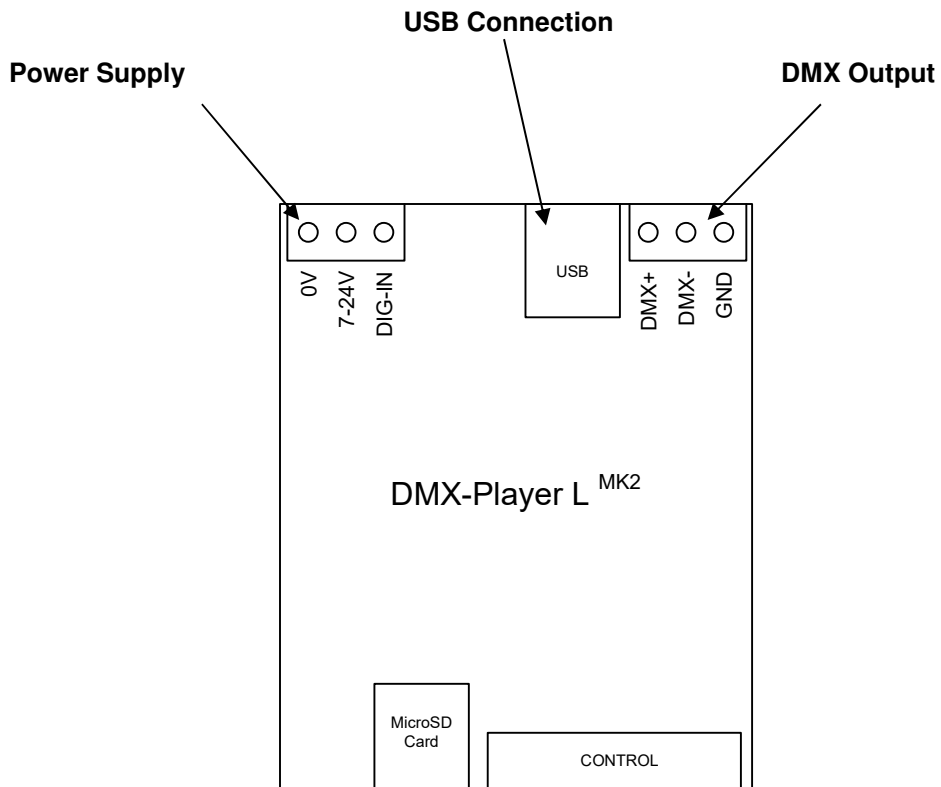 USB Connection
Power Supply
DMX Output
0V
7-24V
DIG-IN
USB
DMX+
DMX-
GND
DMX-Player L MK2
MicroSD
Card
CONTROL